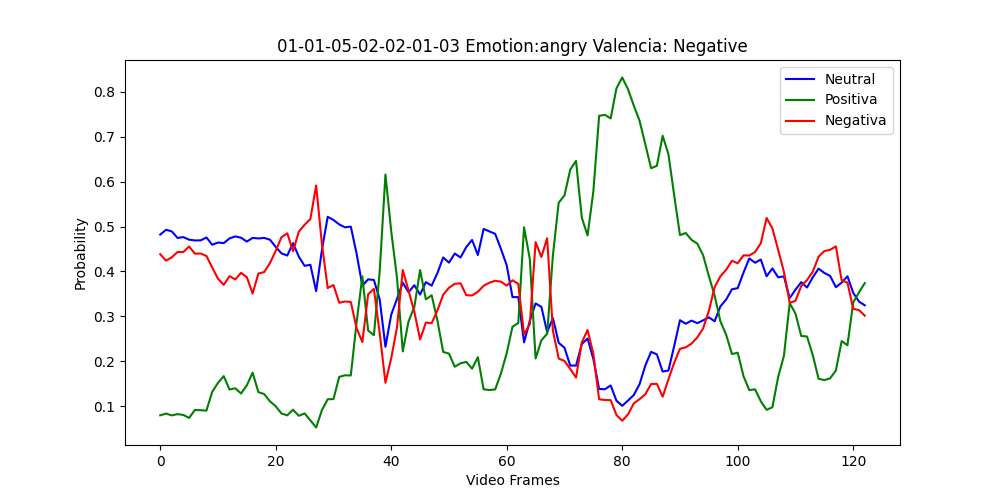 01-01-05-02-02-01-03 Emotion:angry Valencia: Negative
Neutral
Positiva
Negativa
Probability
0.8
0.7
0.6
0.5
0.4
0.3
0.2
0.1
0 20 40 60 80 100 120
Video Frames